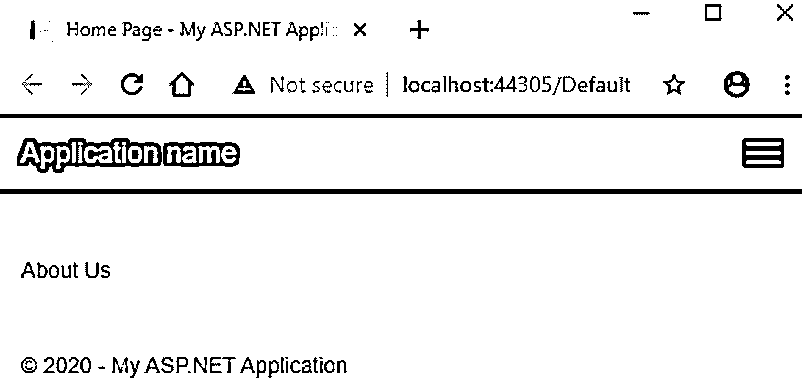 Home Page - My ASP.NET Appli
Not secure | localhost:44305/Default
Application name
About Us
© 2020 - My ASP.NET Application